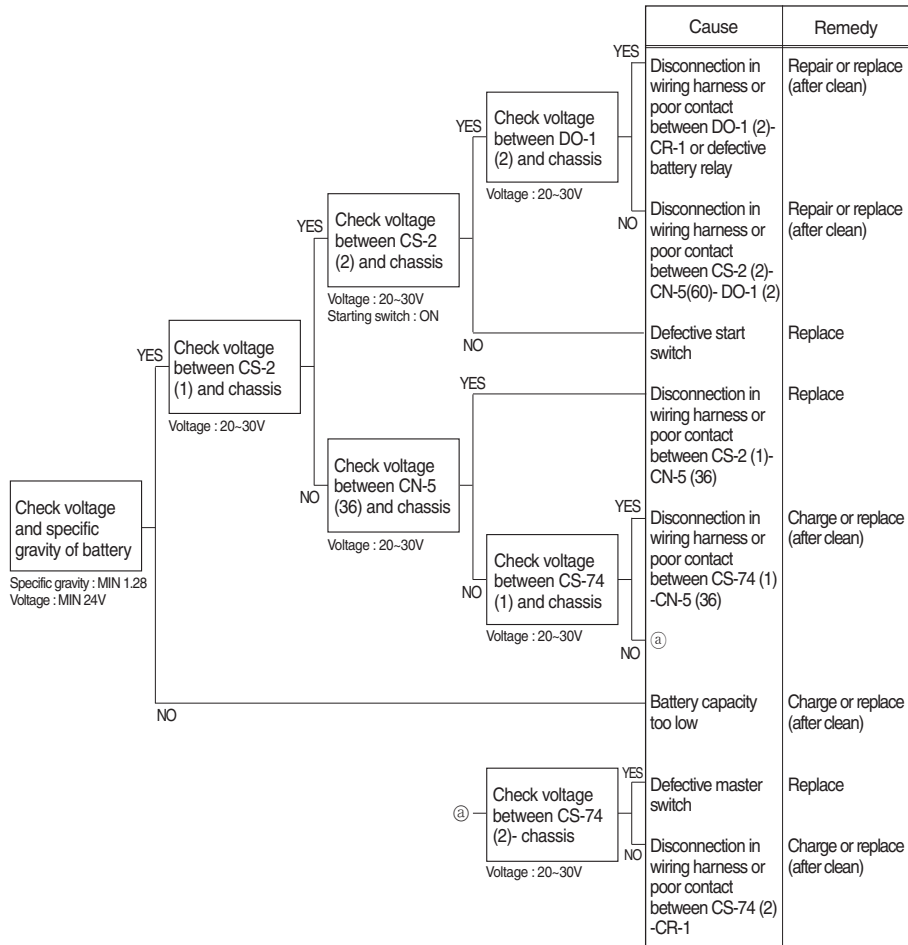 Cause
Remedy
YES
Disconnection in
wiring harness or
poor contact
between DO-1 (2)-
CR-1 or defective
battery relay
Repair or replace
(after clean)
YES
Check voltage
between DO-1
(2) and chassis
Voltage : 20~30V
NO
Disconnection in
wiring harness or
poor contact
between CS-2 (2)-
CN-5(60)- DO-1 (2)
Repair or replace
(after clean)
YES
Check voltage
between CS-2
(2) and chassis
Voltage : 20~30V
Starting switch : ON
NO
Defective start
switch
Replace
YES
Check voltage
between CS-2
(1) and chassis
Voltage : 20~30V
YES
Disconnection in
wiring harness or
poor contact
between CS-2 (1)-
CN-5 (36)
Replace
NO
Check voltage
between CN-5
(36) and chassis
Voltage : 20~30V
Check voltage
and specific
gravity of battery
Specific gravity : MIN 1.28
Voltage : MIN 24V
YES
Disconnection in
wiring harness or
poor contact
between CS-74 (1)
-CN-5 (36)
Charge or replace
(after clean)
NO
Check voltage
between CS-74
(1) and chassis
Voltage : 20~30V
NO
ⓐ
NO
Battery capacity
too low
Charge or replace
(after clean)
ⓐ
Check voltage
between CS-74
(2)- chassis
Voltage : 20~30V
YES
Defective master
switch
Replace
NO
Disconnection in
wiring harness or
poor contact
between CS-74 (2)
-CR-1
Charge or replace
(after clean)